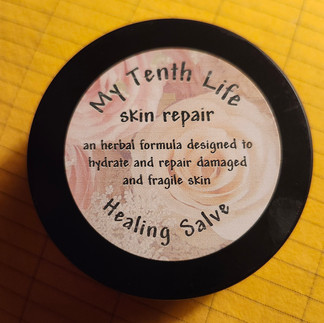 My Tenth Life
skin repair
an herbal formula designed to
hydrate and repair damaged
and fragile skin
Healing Salve